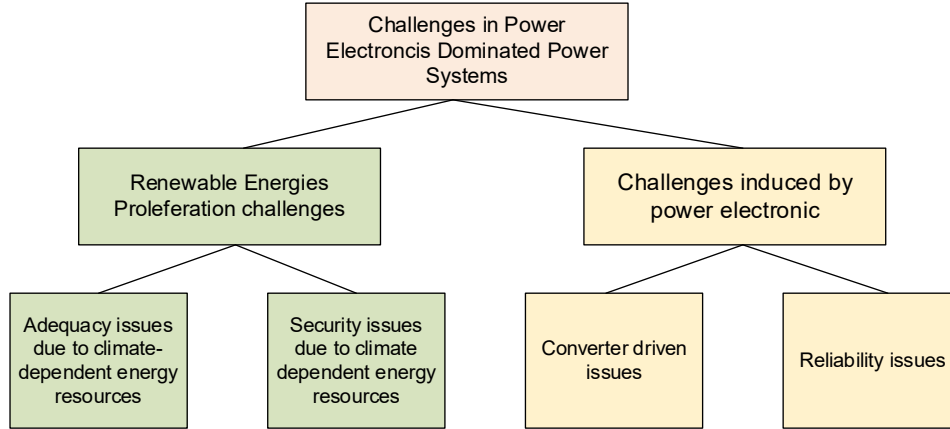 Challenges in Power
Electroncis Dominated Power
Systems
Renewable Energies
Proleferation challenges
Challenges induced by
power electronic
Adequacy issues
due to climate-
dependent energy
resources
Security issues
due to climate
dependent energy
resources
Converter driven
issues
Reliability issues